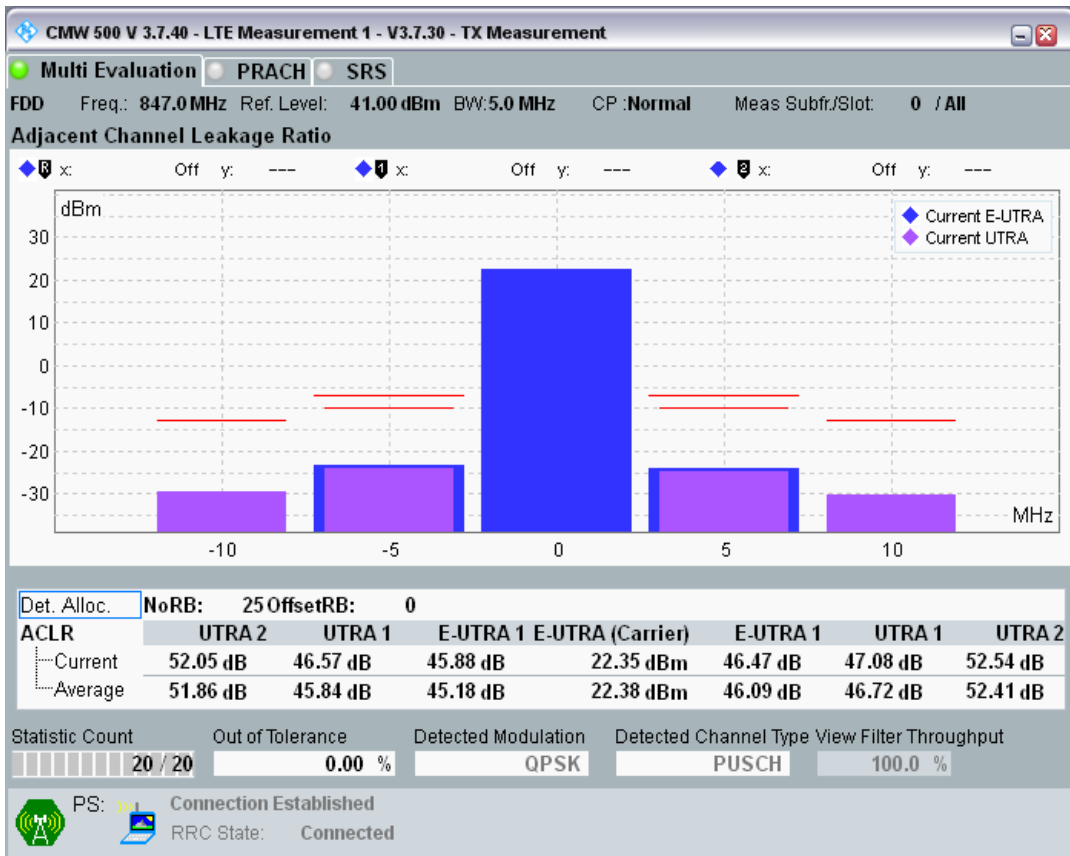 CMW 500 V 3.7.40 - LTE Measurement 1 - V3.7.30 - TX Measurement
Multi Evaluation PRACH SRS
FDD Freq.: 847.0 MHz Ref. Level: 41.00 dBm BW:5.0 MHz CP :Normal Meas Subfr./Slot: 0 / All
Adjacent Channel Leakage Ratio
R x: Off y: --- 1 x: Off y: --- 2 x: Off y: ---
dBm
Current E-UTRA
Current UTRA
30
20
10
0
-10
-20
-30
MHz
-10 -5 0 5 10
Det. Alloc. NoRB: 25 OffsetRB: 0
ACLR UTRA 2 UTRA 1 E-UTRA 1 E-UTRA (Carrier) E-UTRA 1 UTRA 1 UTRA 2
Current 52.05 dB 46.57 dB 45.88 dB 22.35 dBm 46.47 dB 47.08 dB 52.54 dB
Average 51.86 dB 45.84 dB 45.18 dB 22.38 dBm 46.09 dB 46.72 dB 52.41 dB
Statistic Count Out of Tolerance Detected Modulation Detected Channel Type View Filter Throughput
20 / 20 0.00 % QPSK PUSCH 100.0 %
PS: Connection Established
RRC State: Connected